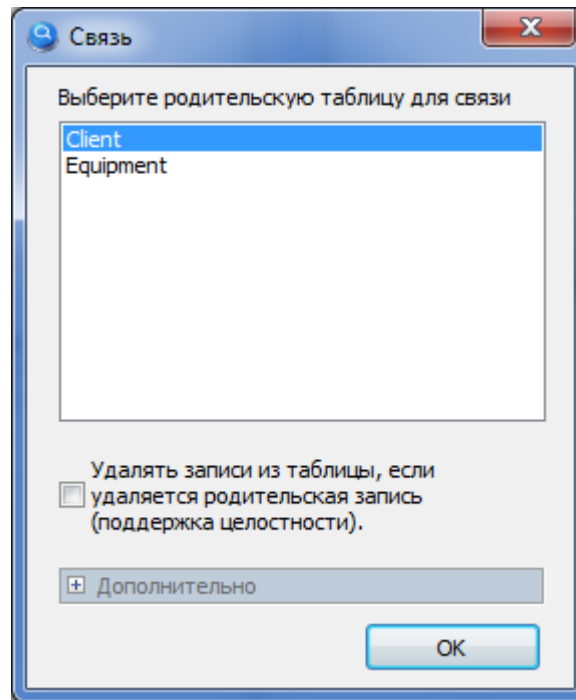 Связь
Выберите родительскую таблицу для связи
Client
Equipment
Удалять записи из таблицы, если
удаляется родительская запись
(поддержка целостности).
Дополнительно
OK